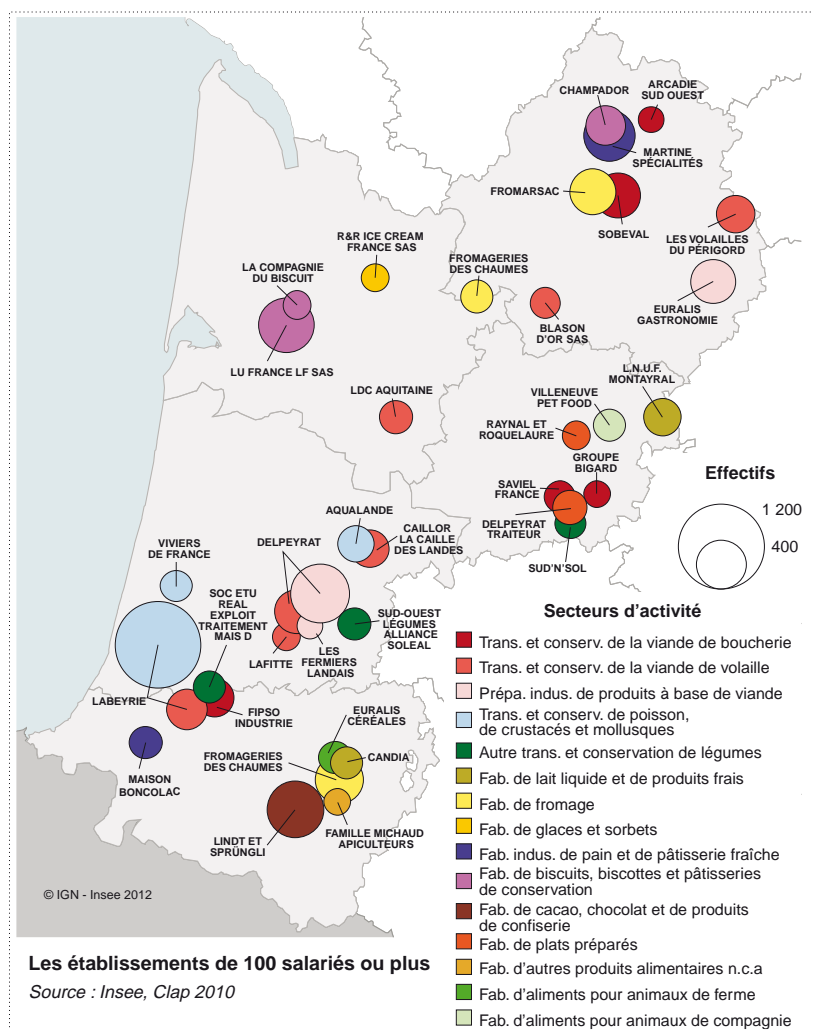 CHAMPADOR
ARCADIE
SUD OUEST
MARTINE
SPÉCIALITÉS
FROMARSAC
SOBEVAL
LES VOLAILLES
DU PÉRIGORD
R&R ICE CREAM
FRANCE SAS
FROMAGERIES
DES CHAUMES
LA COMPAGNIE
DU BISCUIT
EURALIS
GASTRONOMIE
BLASON
D'OR SAS
LU FRANCE LF SAS
L.N.U.F.
MONTAYRAL
LDC AQUITAINE
VILLENEUVE
PET FOOD
RAYNAL ET
ROQUELAURE
GROUPE
BIGARD
SAVIEL
FRANCE
DELPEYRAT
TRAITEUR
SUD'N'SOL
Effectifs
1 200
400
AQUALANDE
CAILLOR
LA CAILLE
DES LANDES
VIVIERS
DE FRANCE
DELPEYRAT
SOC ETU
REAL
EXPLOIT
TRAITEMENT
MAIS D
SUD-OUEST
LÉGUMES
ALLIANCE
SOLEAL
LAFITTE
LES
FERMIERS
LANDAIS
LABEYRIE
FIPSO
INDUSTRIE
EURALIS
CÉRÉALES
MAISON
BONCOLAC
FROMAGERIES
DES CHAUMES
CANDIA
LINDT ET
SPRÜNGLI
FAMILLE MICHAUD
APICULTEURS
Secteurs d'activité
Trans. et conserv. de la viande de boucherie
Trans. et conserv. de la viande de volaille
Prépa. indus. de produits à base de viande
Trans. et conserv. de poisson,
de crustacés et mollusques
Autre trans. et conservation de légumes
Fab. de lait liquide et de produits frais
Fab. de fromage
Fab. de glaces et sorbets
Fab. indus. de pain et de pâtisserie fraîche
Fab. de biscuits, biscottes et pâtisseries
de conservation
Fab. de cacao, chocolat et de produits
de confiserie
Fab. de plats préparés
Fab. d'autres produits alimentaires n.c.a
Fab. d'aliments pour animaux de ferme
Fab. d'aliments pour animaux de compagnie
© IGN - Insee 2012
Les établissements de 100 salariés ou plus
Source : Insee, Clap 2010